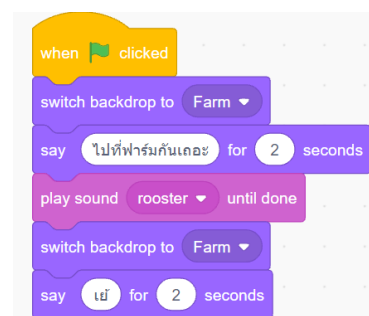 when clicked
switch backdrop to Farm
say ไปที่ฟาร์มกันเถอะ for 2 seconds
play sound rooster until done
switch backdrop to Farm
say เย้ for 2 seconds